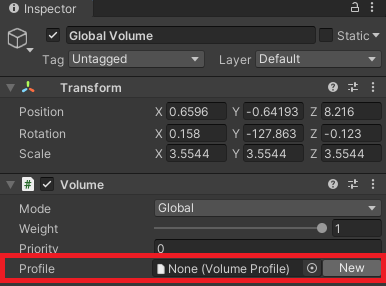 Inspector
Global Volume Static
Tag Untagged Layer Default
Transform
Position X 0.6596 Y -0.64193 Z 8.216
Rotation X 0.158 Y -127.863 Z -0.123
Scale X 3.5544 Y 3.5544 Z 3.5544
# Volume
Mode Global
Weight 1
Priority 0
Profile None (Volume Profile) New